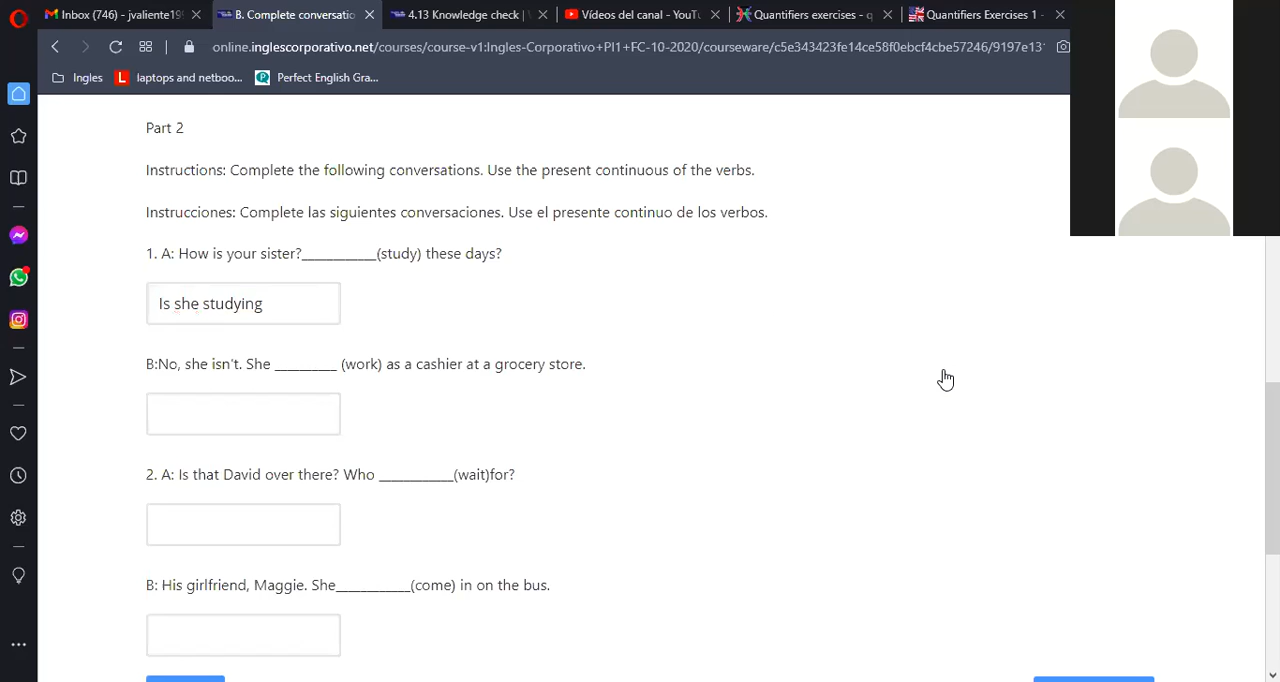 Inbox (746) - jvaliente19
B. Complete conversatio
4.13 Knowledge check |
Vídeos del canal - YouTu
Quantifiers exercises - q
Quantifiers Exercises 1 -
online.inglescorporativo.net/courses/course-v1:Ingles-Corporativo+PI1+FC-10-2020/courseware/c5e343423fe14ce58f0ebcf4cbe57246/9197e131
Ingles
laptops and netboo...
Perfect English Gra...
Part 2
Instructions: Complete the following conversations. Use the present continuous of the verbs.
Instrucciones: Complete las siguientes conversaciones. Use el presente continuo de los verbos.
1. A: How is your sister?___________(study) these days?
Is she studying
B:No, she isn't. She _________ (work) as a cashier at a grocery store.
2. A: Is that David over there? Who ___________(wait)for?
B: His girlfriend, Maggie. She___________(come) in on the bus.